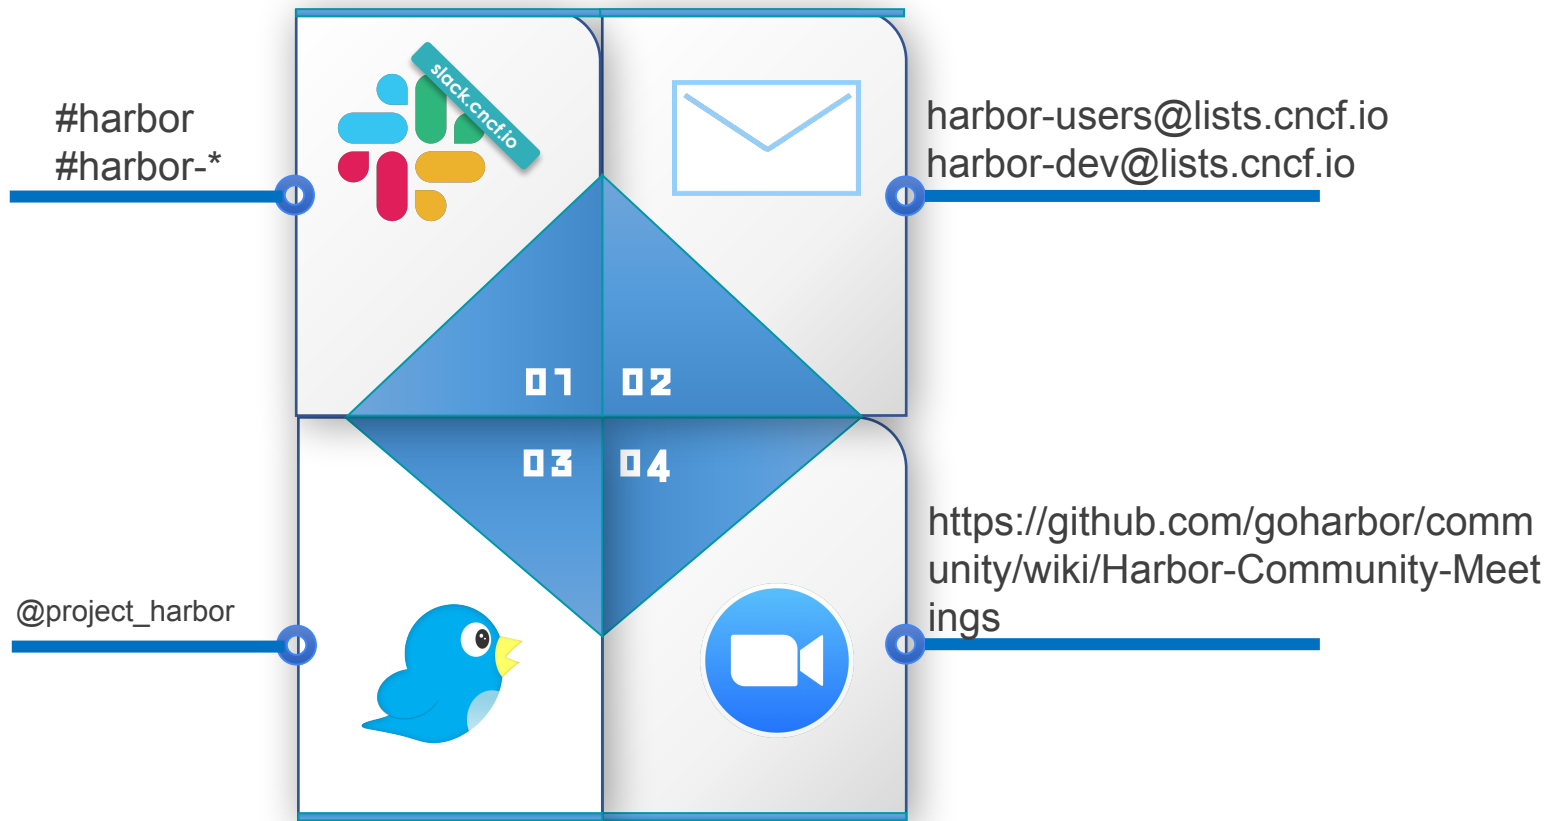 slack.cncf.io
#harbor
#harbor-*
harbor-users@lists.cncf.io
harbor-dev@lists.cncf.io
01
02
03
04
@project_harbor
https://github.com/goharbor/comm
unity/wiki/Harbor-Community-Meet
ings